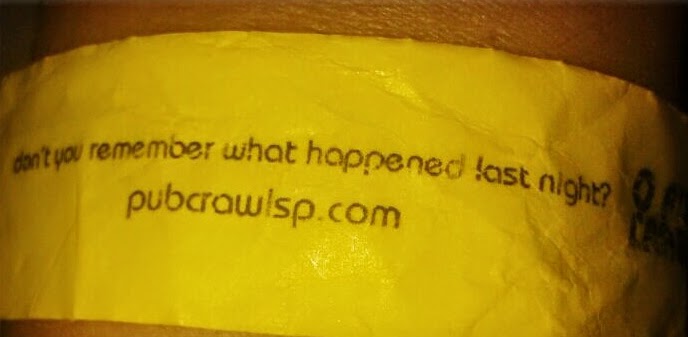 don't you remember what happened last night?
pubcrawlsp.com
O